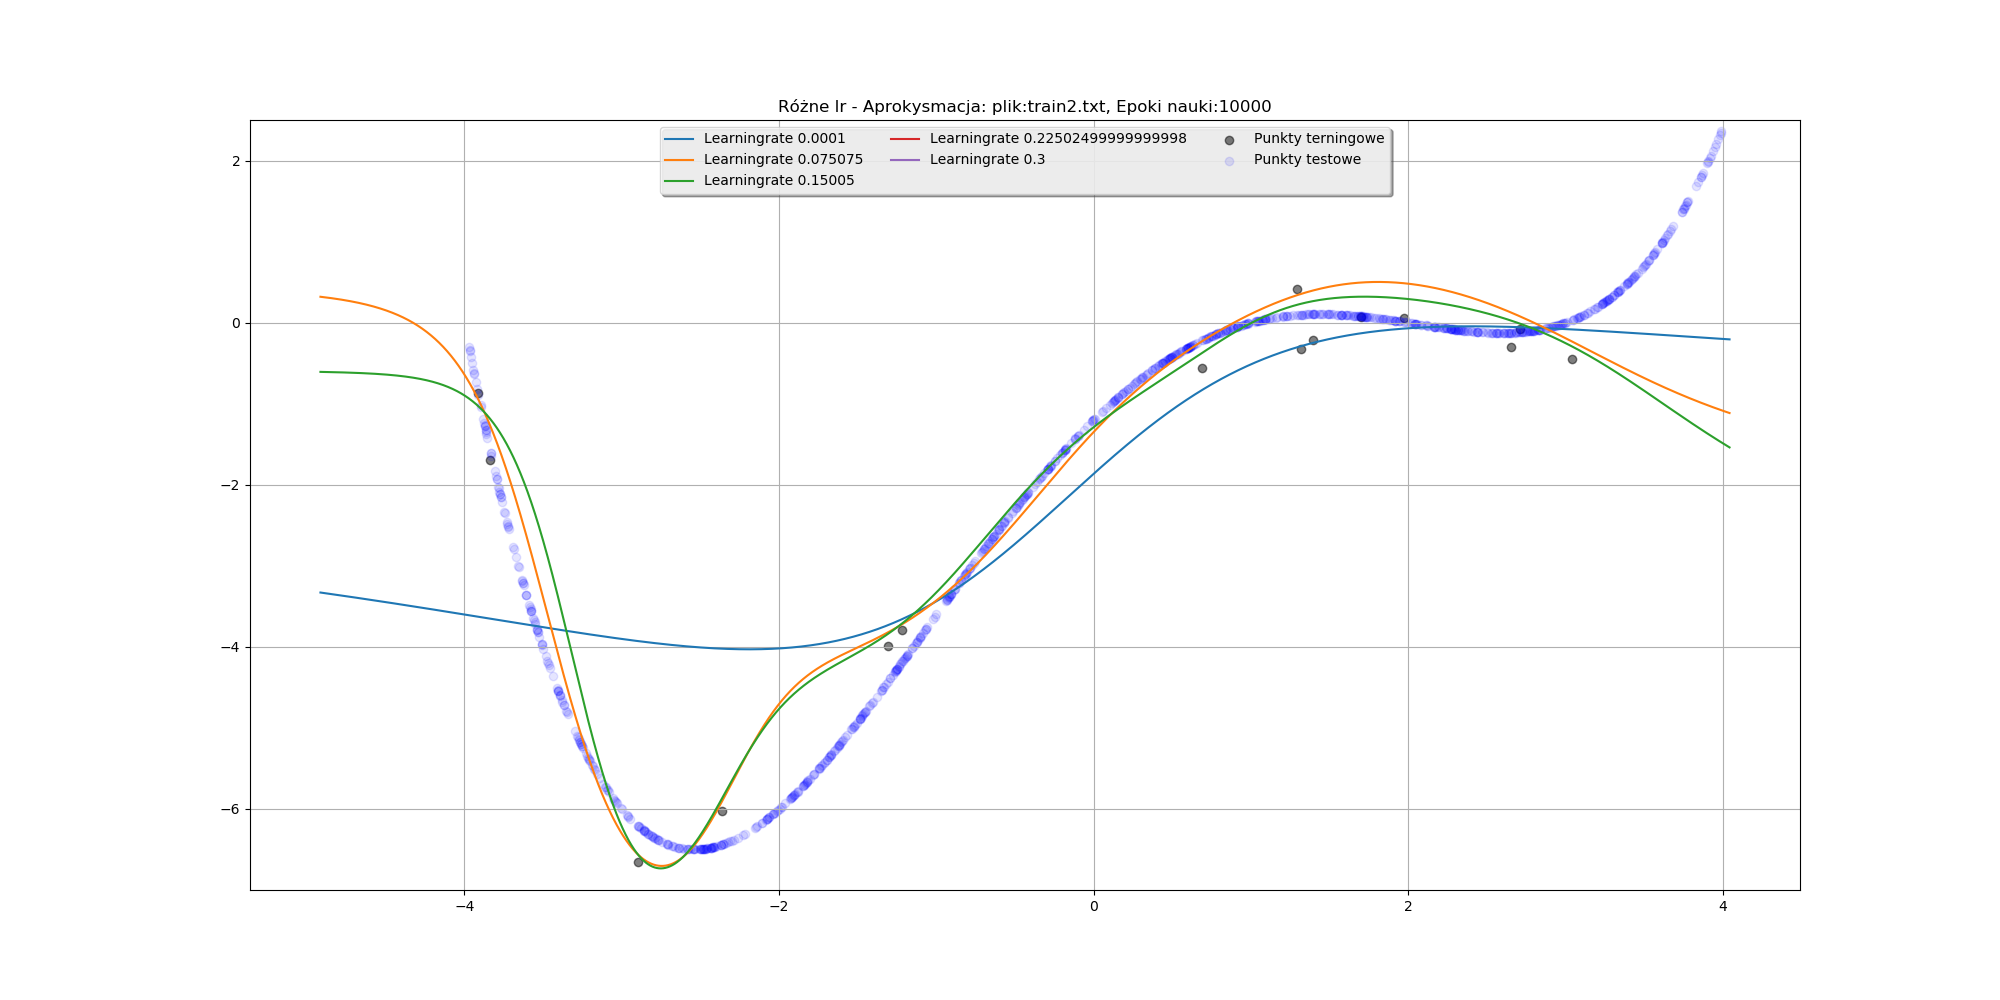 Różne lr - Aprokysmacja: plik:train2.txt, Epoki nauki:10000
Learningrate 0.0001
Learningrate 0.075075
Learningrate 0.15005
Learningrate 0.22502499999999998
Learningrate 0.3
Punkty terningowe
Punkty testowe
2
0
−2
−4
−6
−4
−2
0
2
4